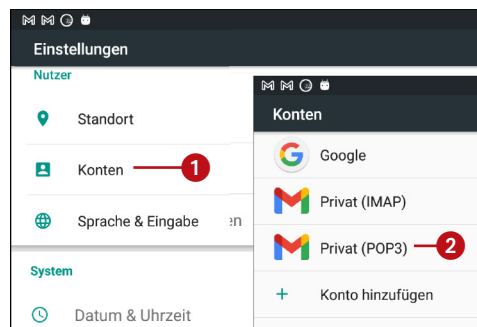 Einstellungen
Nutzer
Standort
Konten
1
Sprache & Eingabe
en
System
Datum & Uhrzeit
Konten
Google
Privat (IMAP)
Privat (POP3)
2
Konto hinzufügen